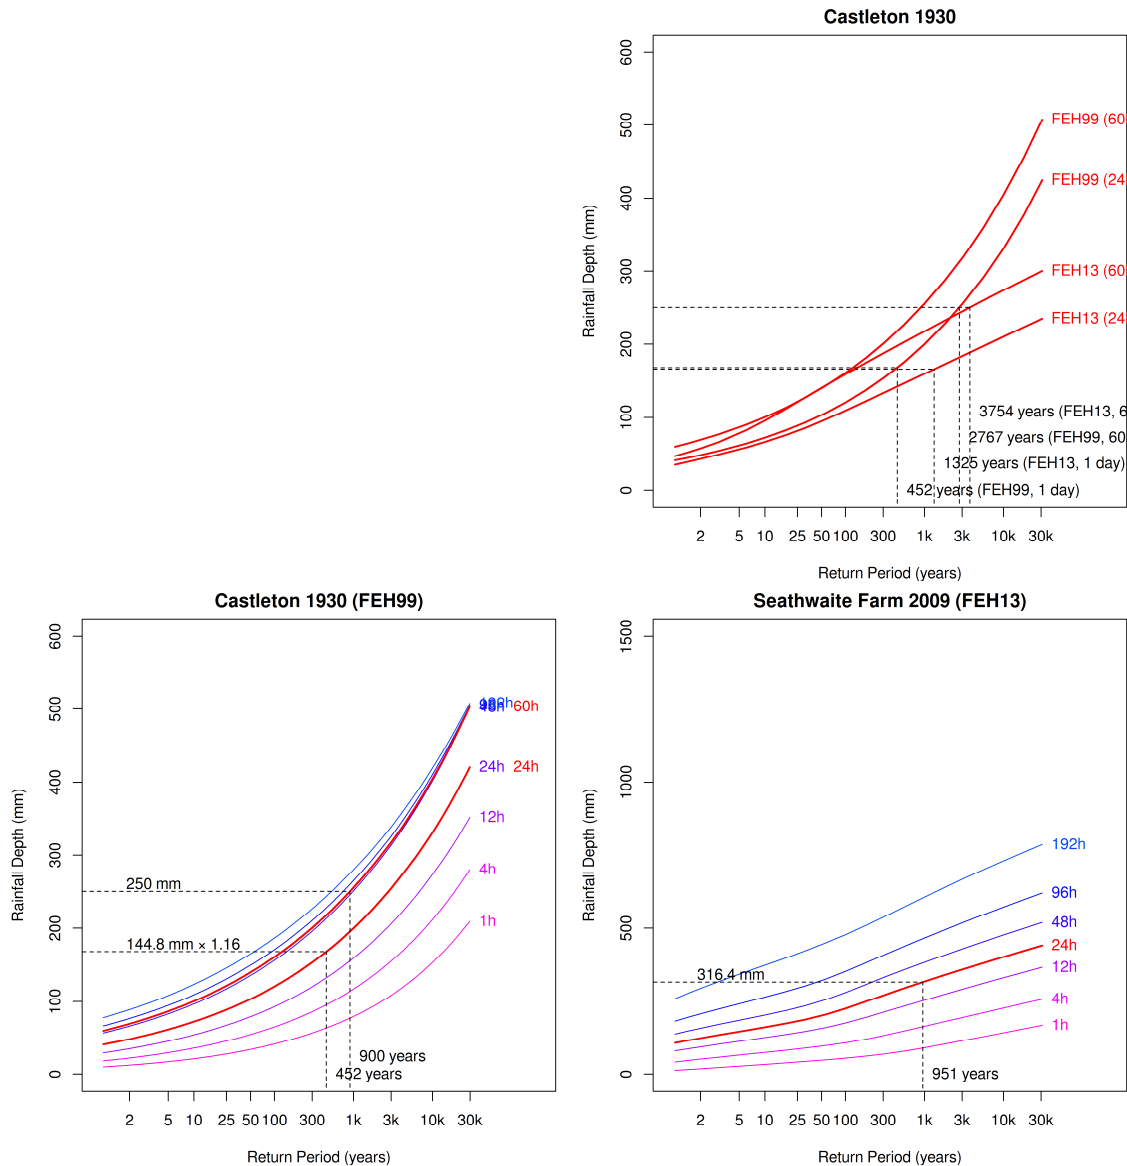 Castleton 1930
Rainfall Depth (mm)
600
500
400
300
200
100
0
FEH99 (60
FEH99 (24
FEH13 (60
FEH13 (24
3754 years (FEH13, 6
2767 years (FEH99, 60
1325 years (FEH13, 1 day)
452 years (FEH99, 1 day)
2 5 10 25 50 100 300 1k 3k 10k 30k
Return Period (years)
Castleton 1930 (FEH99)
Rainfall Depth (mm)
600
500
400
300
200
100
0
60h
24h 24h
12h
4h
1h
250 mm
144.8 mm × 1.16
900 years
452 years
2 5 10 25 50 100 300 1k 3k 10k 30k
Return Period (years)
Seathwaite Farm 2009 (FEH13)
Rainfall Depth (mm)
1500
1000
500
0
192h
96h
48h
24h
12h
4h
1h
316.4 mm
951 years
2 5 10 25 50 100 300 1k 3k 10k 30k
Return Period (years)